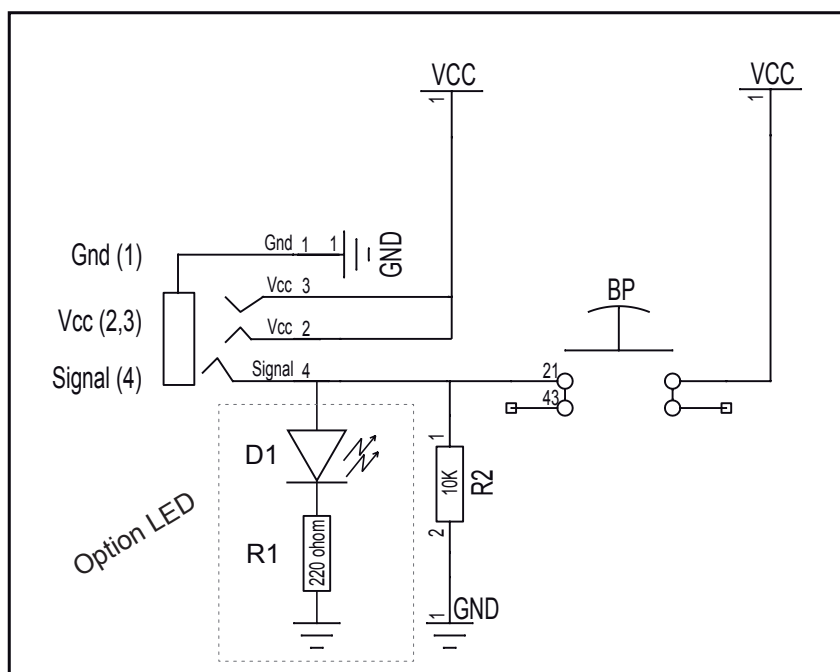 VCC
1
VCC
1
Gnd (1)
Gnd 1 1
GND
Vcc 3
Vcc (2,3)
Vcc 2
BP
Signal (4)
Signal 4
21
43
D1
1
10K
R2
Option LED
R1
220 ohom
2
1
GND